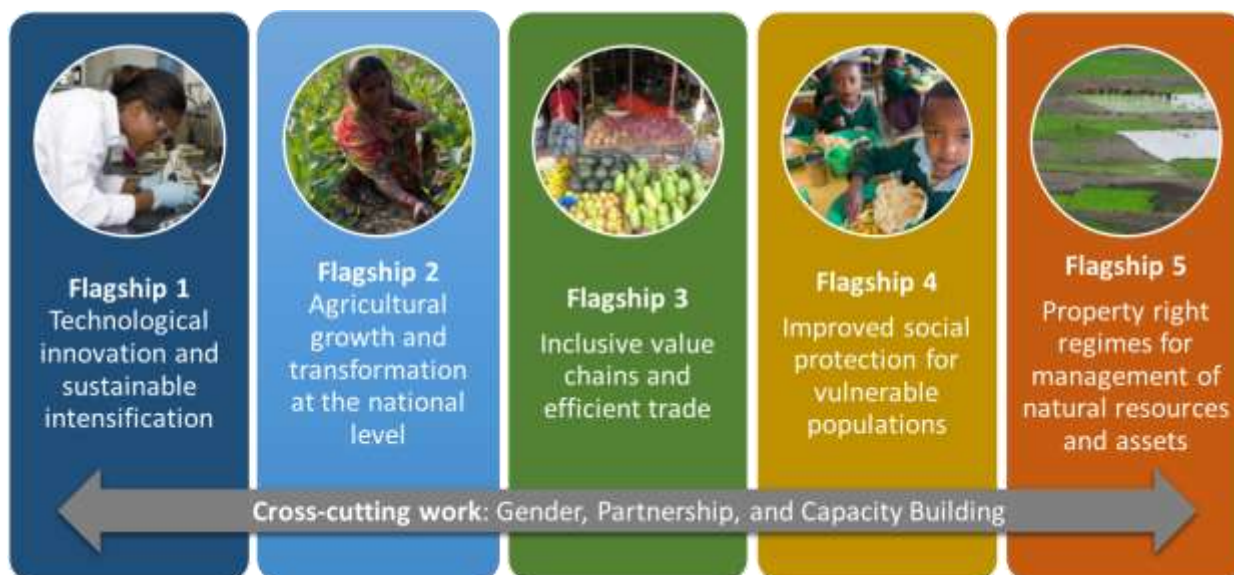 Flagship 1
Technological
innovation and
sustainable
intensification
Flagship 2
Agricultural
growth and
transformation
at the national
level
Flagship 3
Inclusive value
chains and
efficient trade
Flagship 4
Improved social
protection for
vulnerable
populations
Flagship 5
Property right
regimes for
management of
natural resources
and assets
Cross-cutting work: Gender, Partnership, and Capacity Building